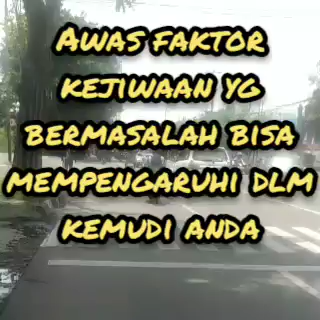 Awas faktor
kejiwaan yg
bermasalah bisa
mempengaruhi dlm
kemudi anda